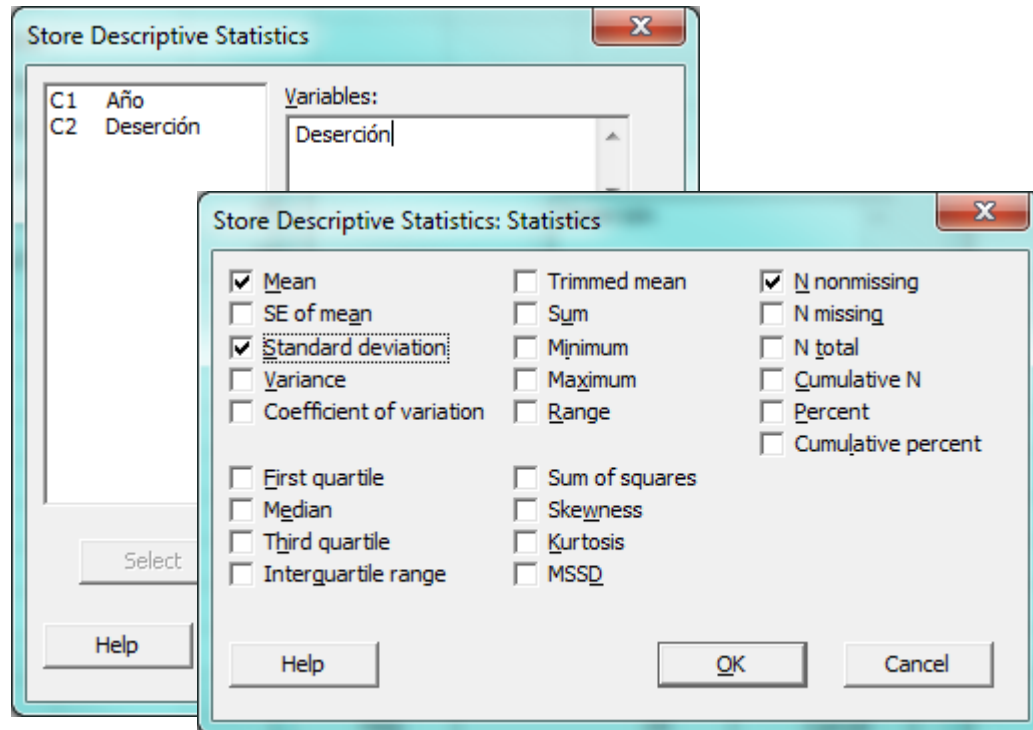 Store Descriptive Statistics
C1 Año
C2 Deserción
Variables:
Deserción
Select
Help
Store Descriptive Statistics: Statistics
Mean
SE of mean
Standard deviation
Variance
Coefficient of variation
First quartile
Median
Third quartile
Interquartile range
Trimmed mean
Sum
Minimum
Maximum
Range
Sum of squares
Skewness
Kurtosis
MSSD
N nonmissing
N missing
N total
Cumulative N
Percent
Cumulative percent
Help
OK
Cancel